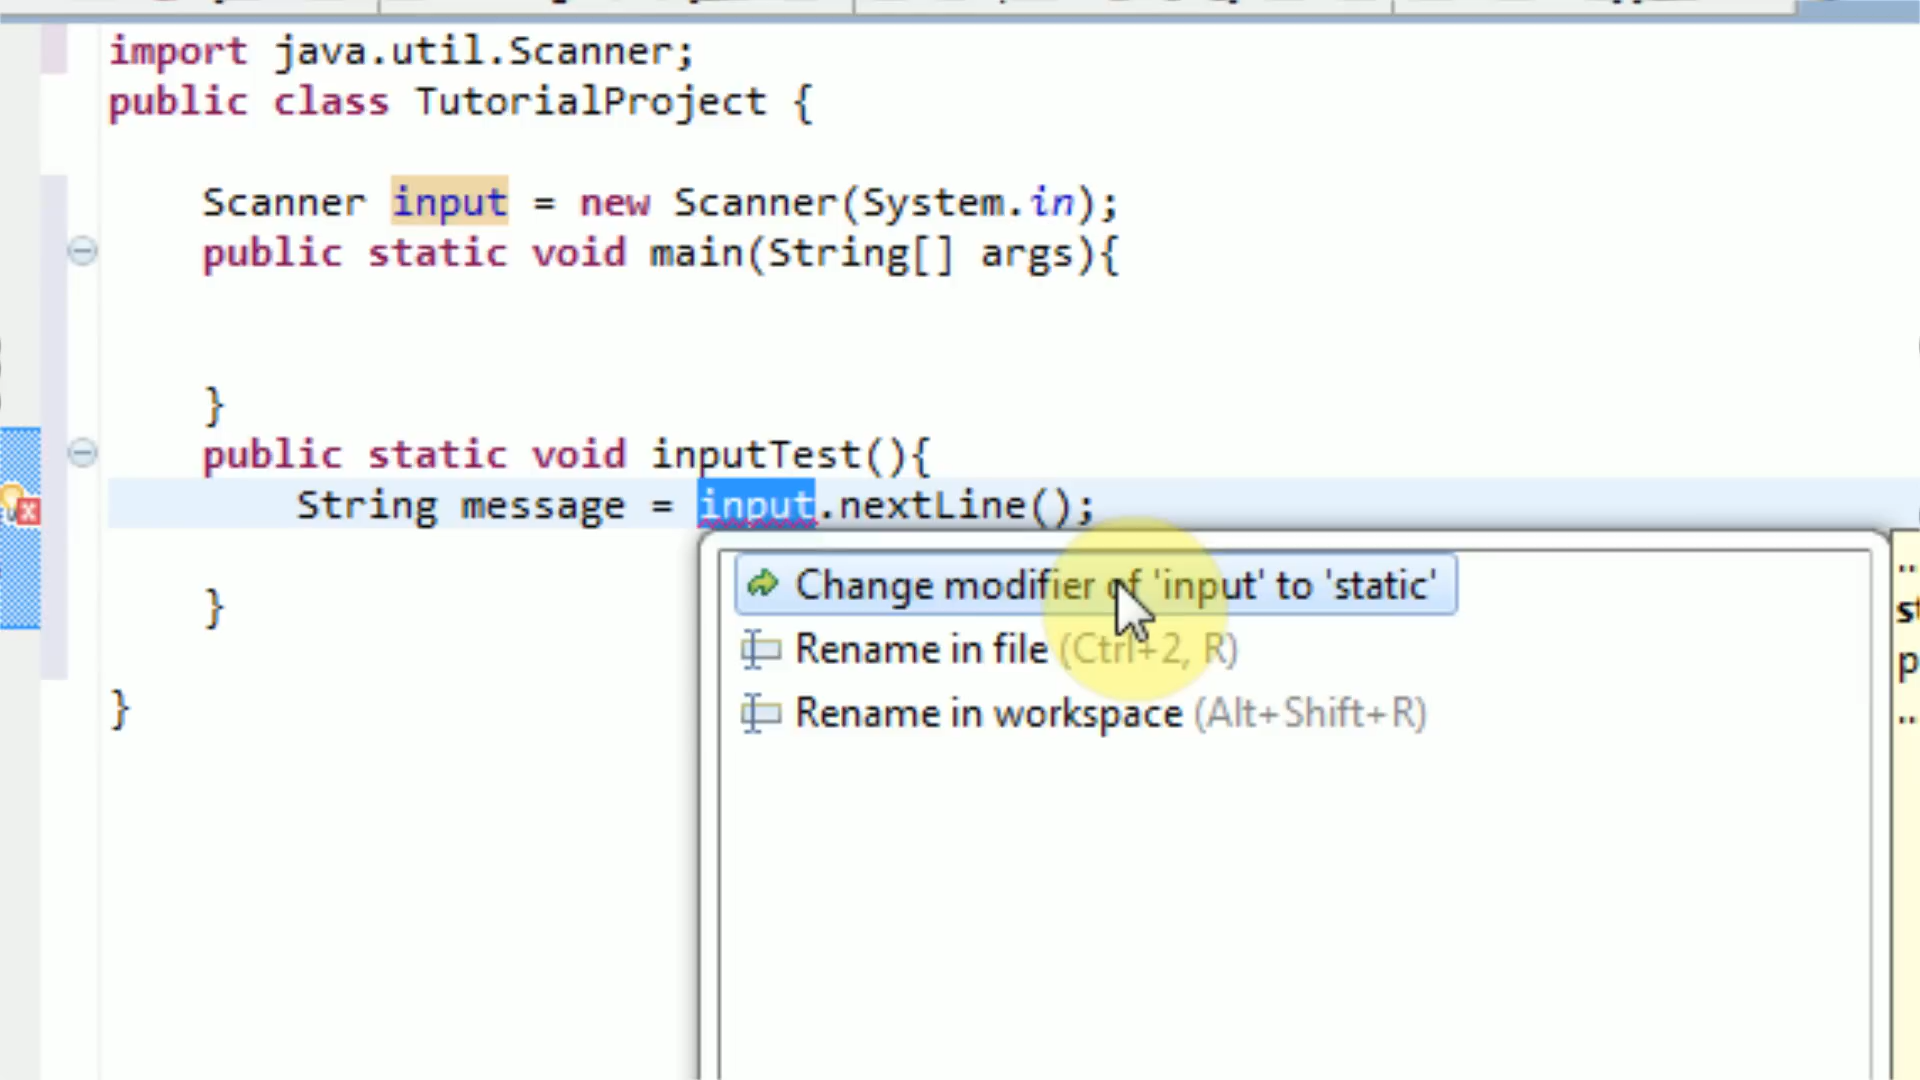 import java.util.Scanner;
public class TutorialProject {
Scanner input = new Scanner(System.in);
public static void main(String[] args){
}
public static void inputTest(){
String message = input.nextLine();
}
}
Change modifier of 'input' to 'static'
Rename in file (Ctrl+2, R)
Rename in workspace (Alt+Shift+R)